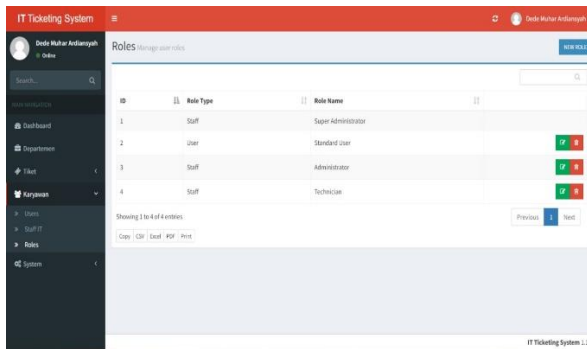 IT Ticketing System
Dede Muhar Ardiansyah
Dede Muhar Ardiansyah
Online
Search...
MAIN NAVIGATION
Dashboard
Departemen
Tiket
Karyawan
Users
Staff IT
Roles
System
Roles Manage user roles
NEW ROLE
ID Role Type Role Name
1 Staff Super Administrator
2 User Standard User
3 Staff Administrator
4 Staff Technician
Showing 1 to 4 of 4 entries
Previous 1 Next
Copy CSV Excel PDF Print
IT Ticketing System